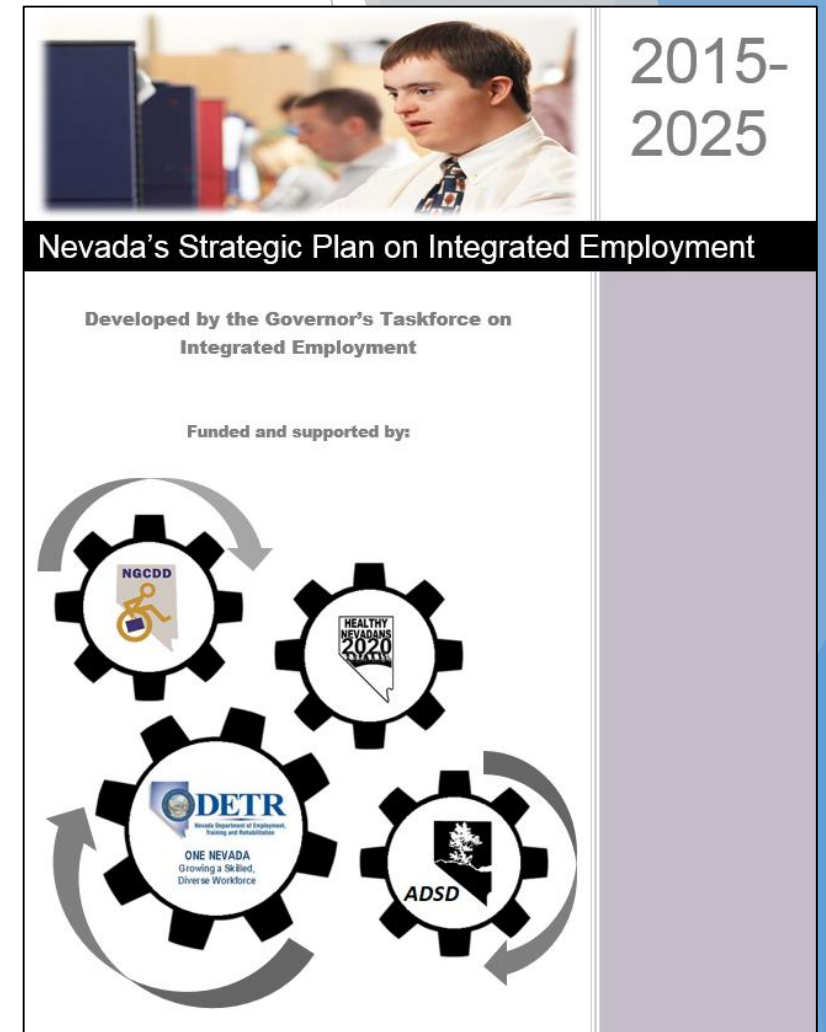 2015-
2025
Nevada's Strategic Plan on Integrated Employment
Developed by the Governor's Taskforce on
Integrated Employment
Funded and supported by:
NGCDD
HEALTHY
NEVADANS
2020
DETR
Nevada Department of Employment,
Training and Rehabilitation
ONE NEVADA
Growing a Skilled,
Diverse Workforce
ADSD